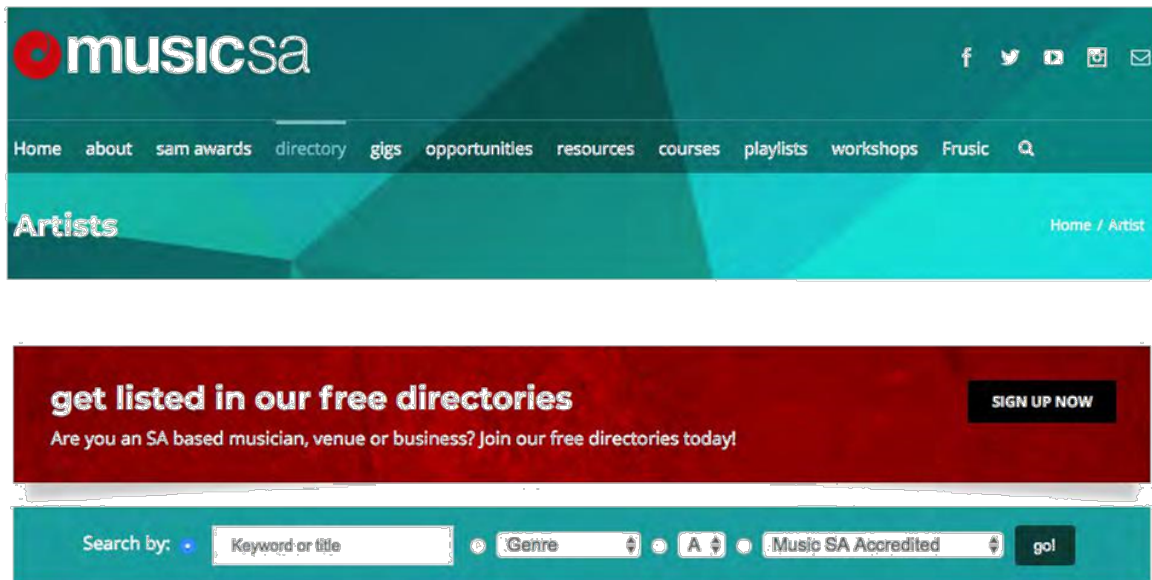 musicsa
Home about sam awards directory gigs opportunities resources courses playlists workshops Frusic
Artists
Home / Artist
get listed in our free directories
SIGN UP NOW
Are you an SA based musician, venue or business? Join our free directories today!
Search by: Keyword or title Genre A Music SA Accredited go!